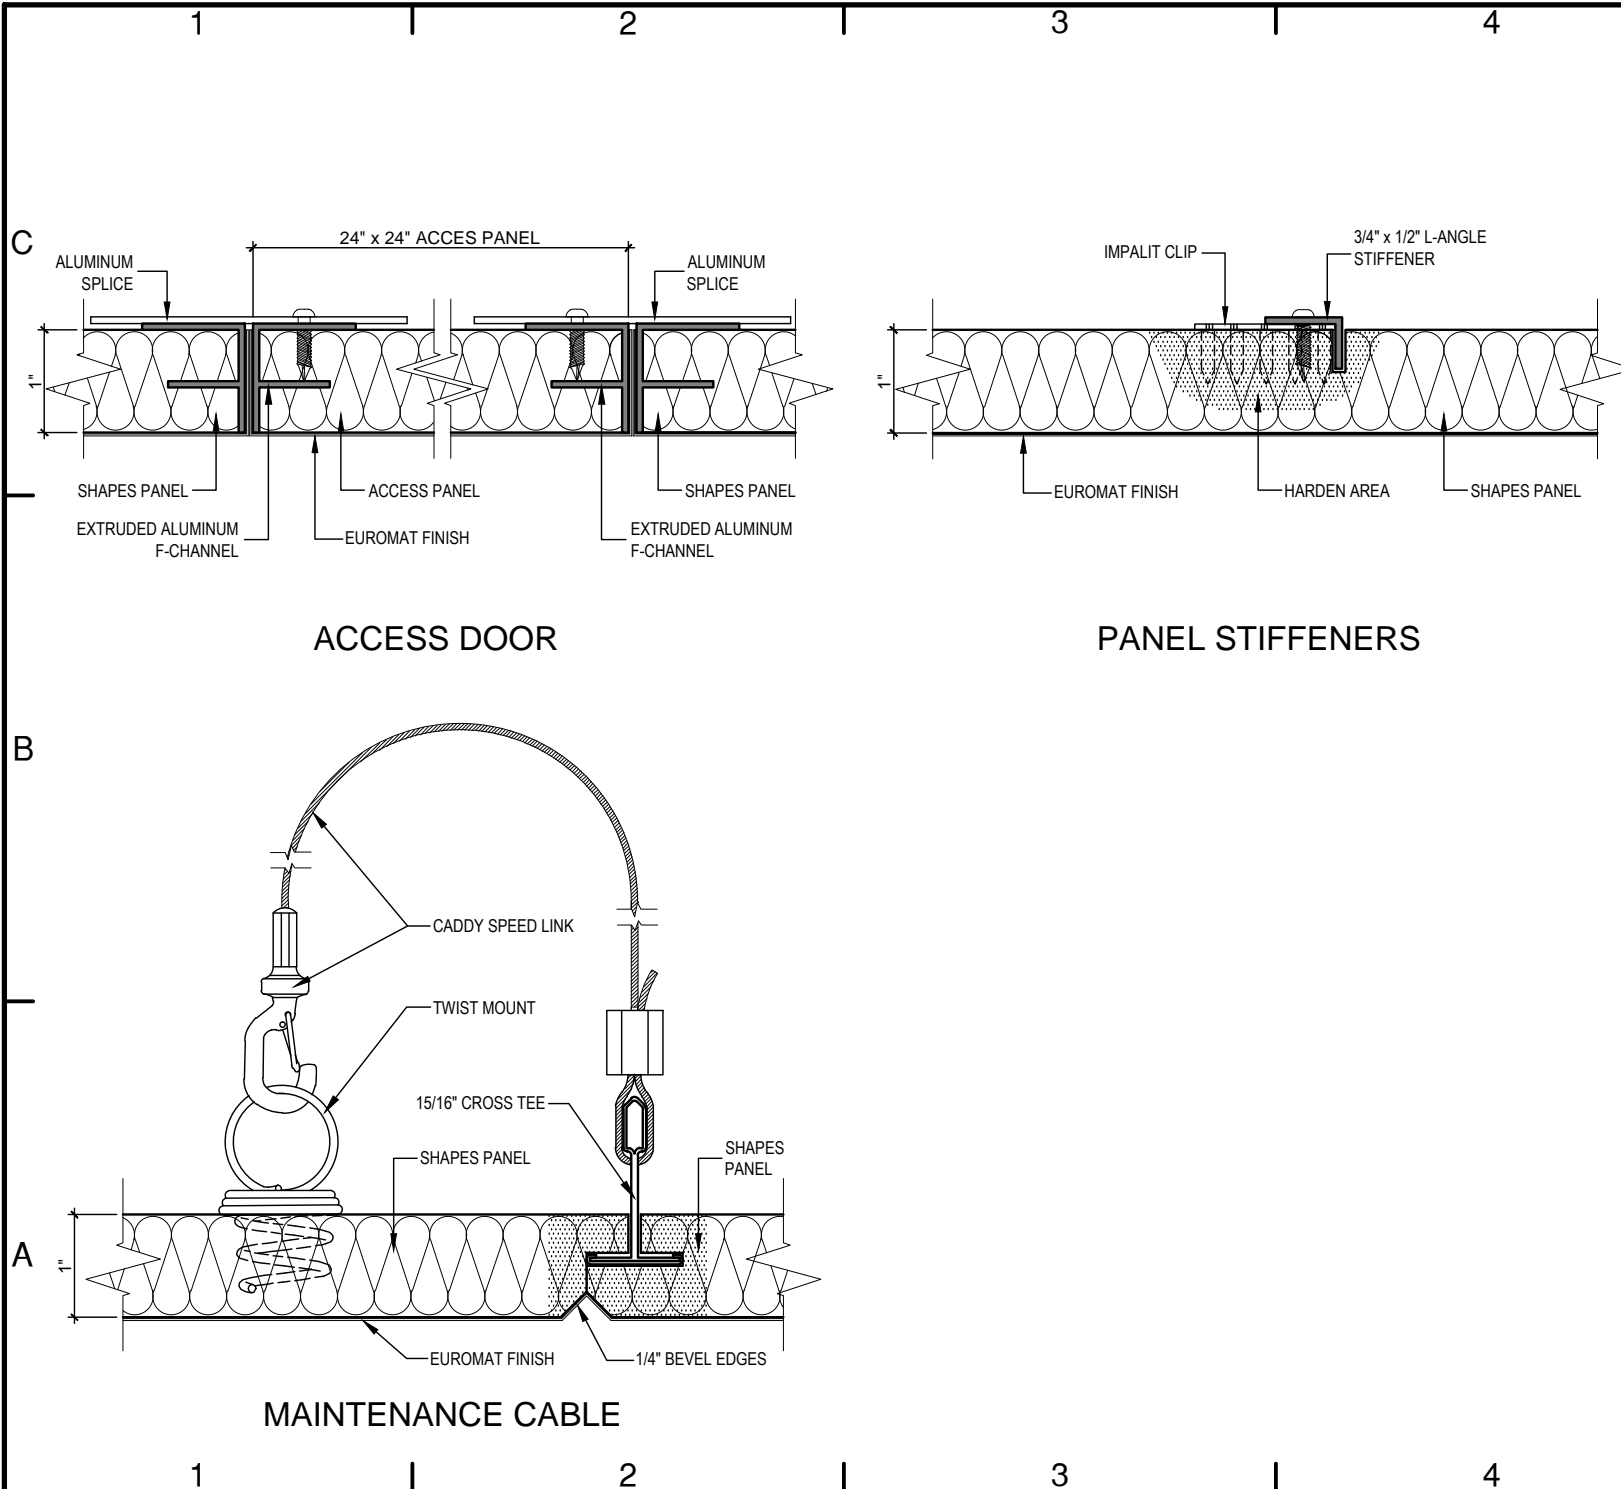 1
2
3
4
C
24" x 24" ACCES PANEL
ALUMINUM
SPLICE
ALUMINUM
SPLICE
1"
SHAPES PANEL
ACCESS PANEL
SHAPES PANEL
EXTRUDED ALUMINUM
F-CHANNEL
EUROMAT FINISH
EXTRUDED ALUMINUM
F-CHANNEL
ACCESS DOOR
IMPALIT CLIP
3/4" x 1/2" L-ANGLE
STIFFENER
1"
EUROMAT FINISH
HARDEN AREA
SHAPES PANEL
PANEL STIFFENERS
B
CADDY SPEED LINK
TWIST MOUNT
15/16" CROSS TEE
SHAPES PANEL
SHAPES
PANEL
A
1"
EUROMAT FINISH
1/4" BEVEL EDGES
MAINTENANCE CABLE
1
2
3
4